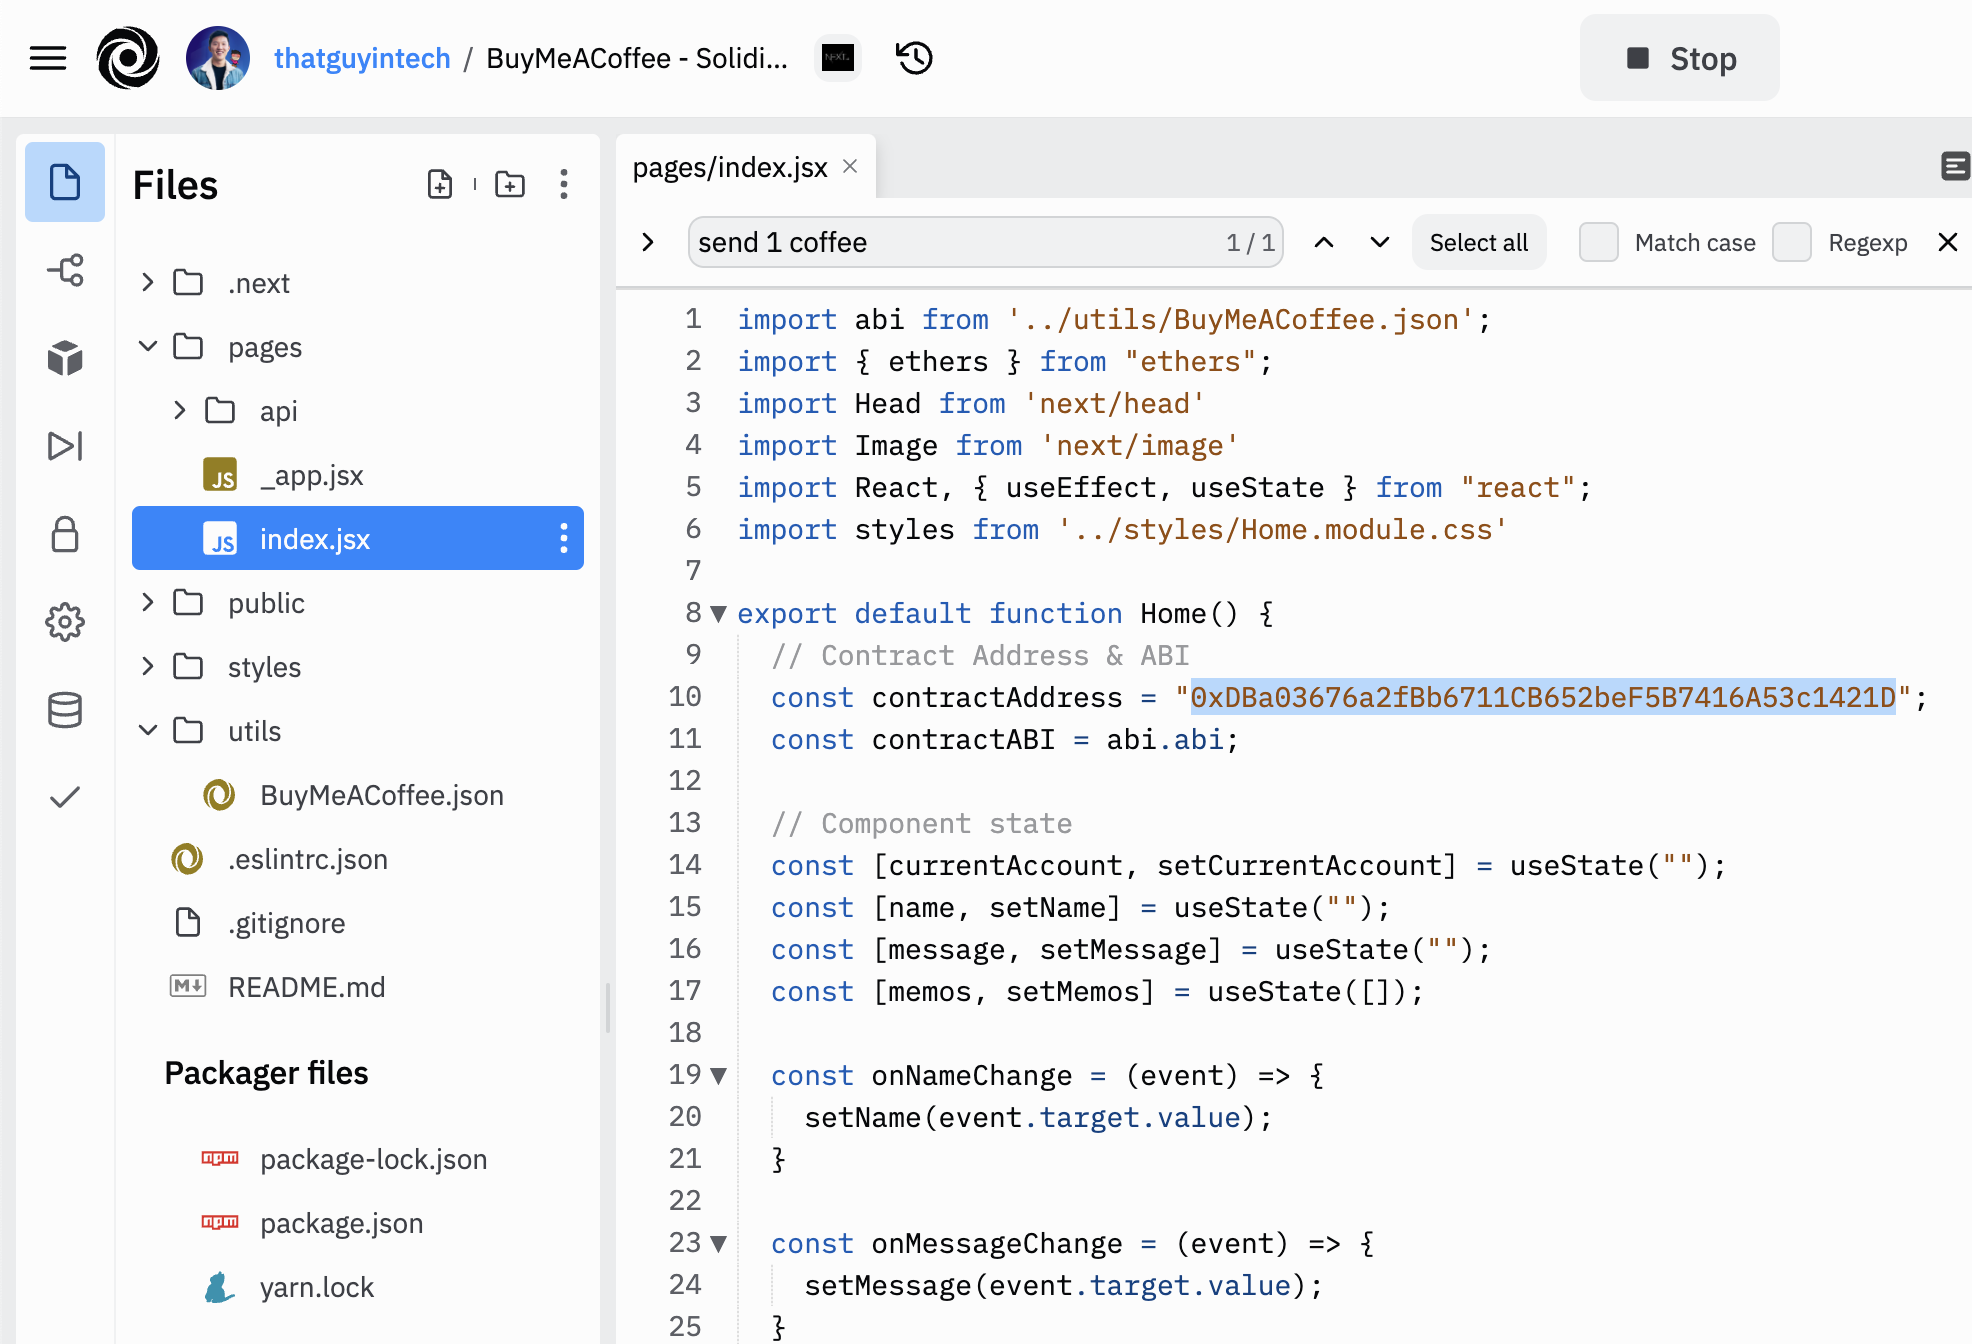 thatguyintech / BuyMeACoffee - Solidi...
NEXT.
Stop
Files
.next
pages
api
JS _app.jsx
JS index.jsx
public
styles
utils
BuyMeACoffee.json
.eslintrc.json
.gitignore
M README.md
Packager files
npm package-lock.json
npm package.json
yarn.lock
pages/index.jsx
send 1 coffee 1 / 1 Select all Match case Regexp
1 import abi from '../utils/BuyMeACoffee.json';
2 import { ethers } from "ethers";
3 import Head from 'next/head'
4 import Image from 'next/image'
5 import React, { useEffect, useState } from "react";
6 import styles from '../styles/Home.module.css'
7
8 export default function Home() {
9 // Contract Address & ABI
10 const contractAddress = "0xDBa03676a2fBb6711CB652beF5B7416A53c1421D";
11 const contractABI = abi.abi;
12
13 // Component state
14 const [currentAccount, setCurrentAccount] = useState("");
15 const [name, setName] = useState("");
16 const [message, setMessage] = useState("");
17 const [memos, setMemos] = useState([]);
18
19 const onNameChange = (event) => {
20 setName(event.target.value);
21 }
22
23 const onMessageChange = (event) => {
24 setMessage(event.target.value);
25 }